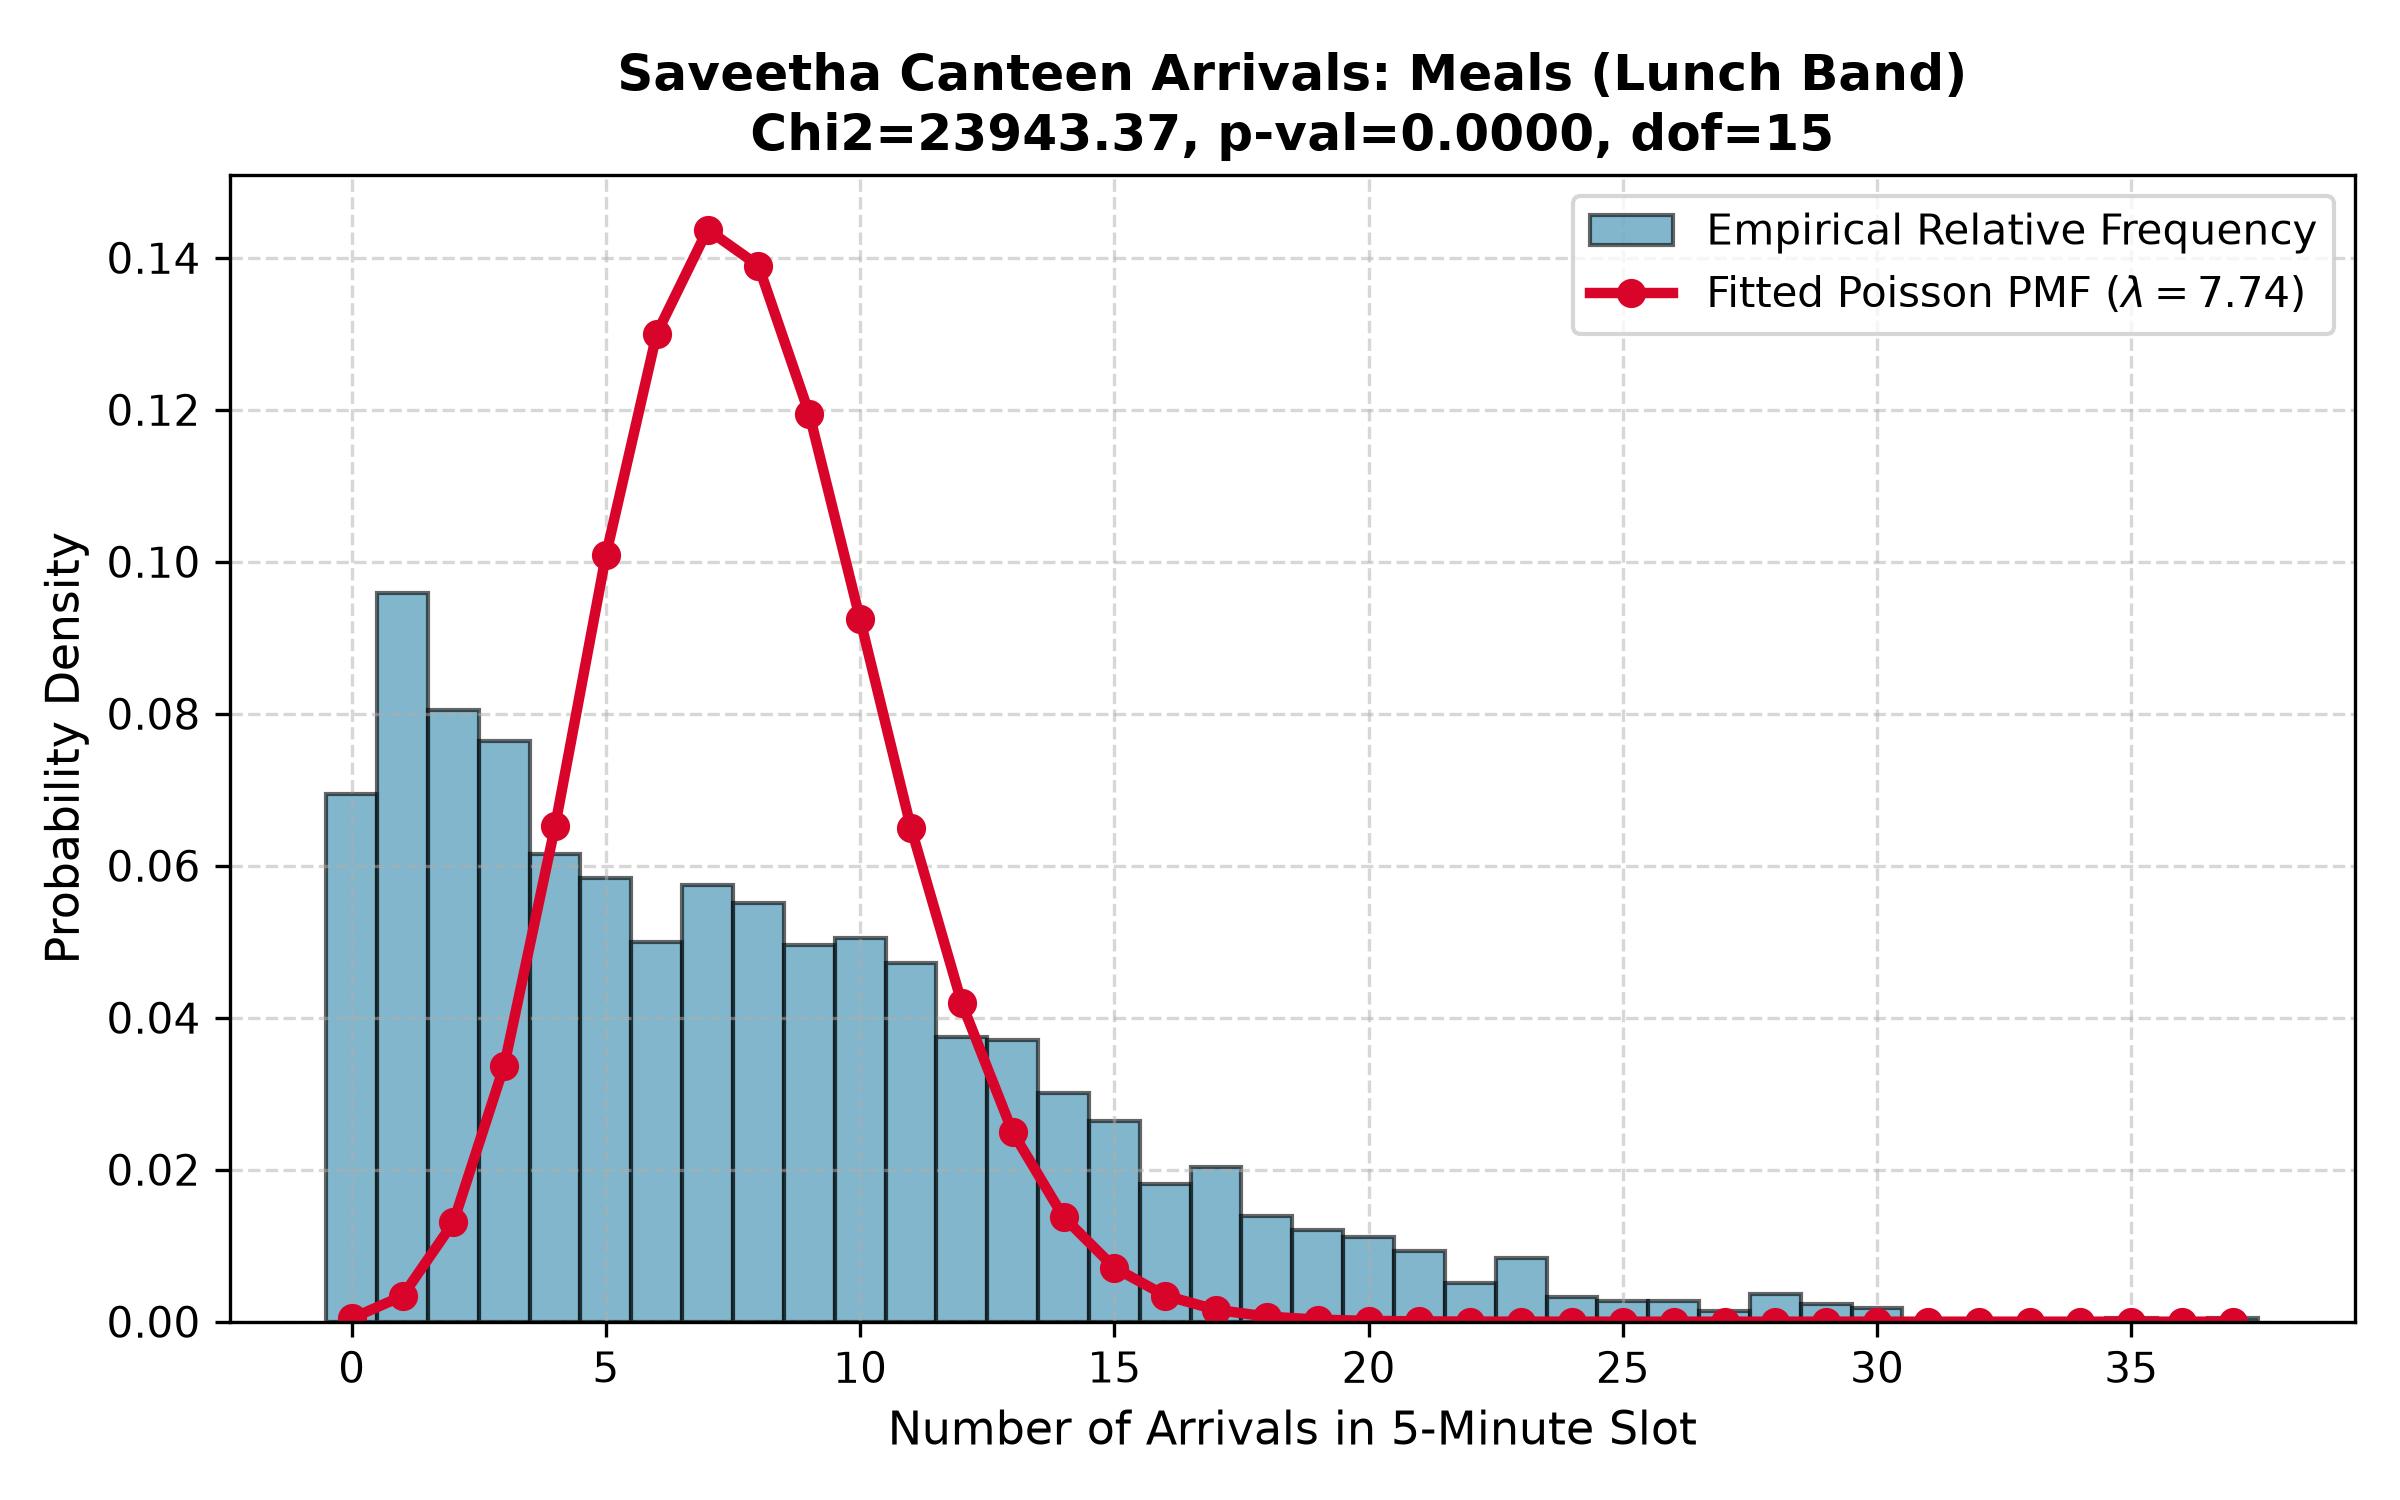 Saveetha Canteen Arrivals: Meals (Lunch Band)
Chi2=23943.37, p-val=0.0000, dof=15
Empirical Relative Frequency
Fitted Poisson PMF (λ = 7.74)
Probability Density
0.14
0.12
0.10
0.08
0.06
0.04
0.02
0.00
0 5 10 15 20 25 30 35
Number of Arrivals in 5-Minute Slot